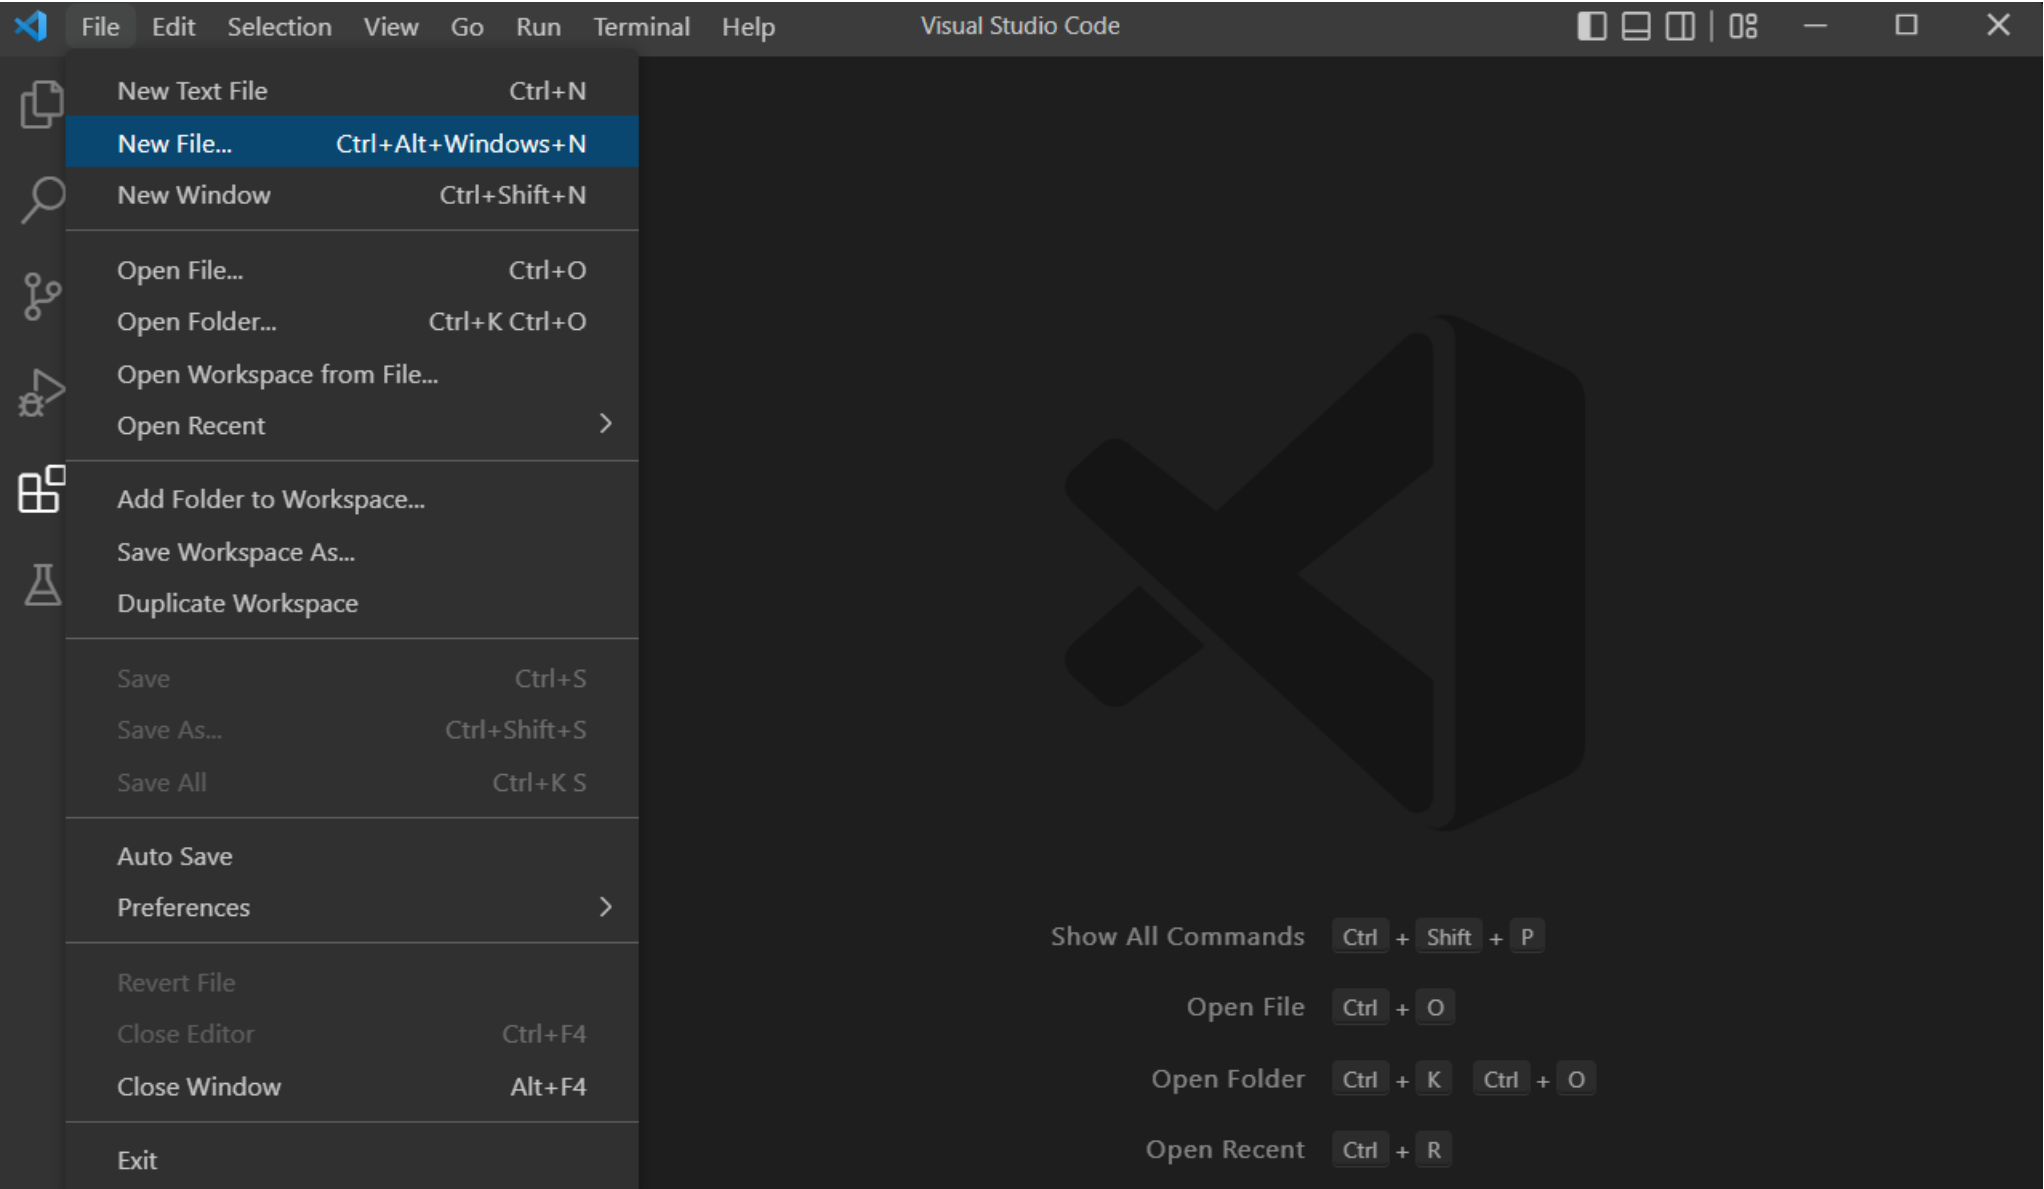 File Edit Selection View Go Run Terminal Help Visual Studio Code
New Text File Ctrl+N
New File... Ctrl+Alt+Windows+N
New Window Ctrl+Shift+N
Open File... Ctrl+O
Open Folder... Ctrl+K Ctrl+O
Open Workspace from File...
Open Recent
Add Folder to Workspace...
Save Workspace As...
Duplicate Workspace
Save Ctrl+S
Save As... Ctrl+Shift+S
Save All Ctrl+K S
Auto Save
Preferences
Revert File
Close Editor Ctrl+F4
Close Window Alt+F4
Exit
Show All Commands Ctrl + Shift + P
Open File Ctrl + O
Open Folder Ctrl + K Ctrl + O
Open Recent Ctrl + R